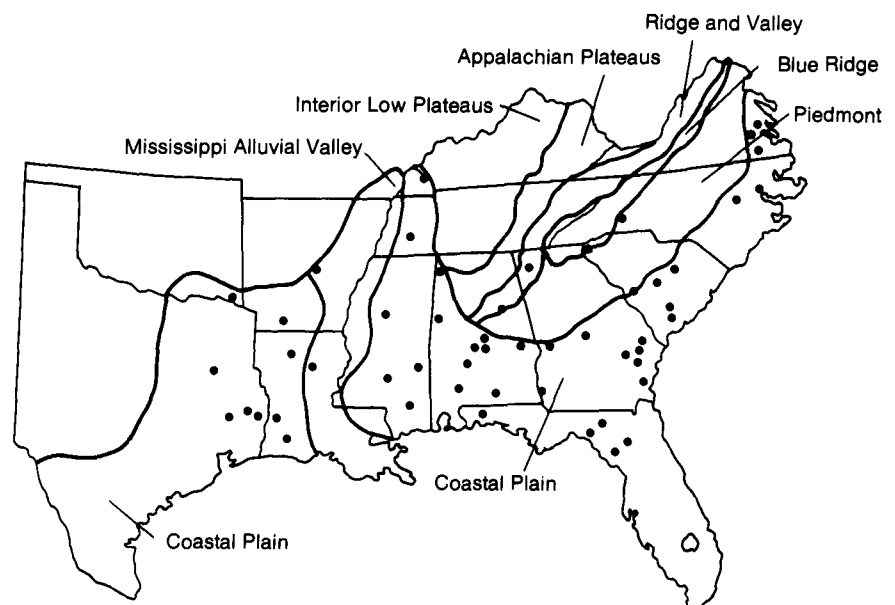 Ridge and Valley
Appalachian Plateaus
Blue Ridge
Interior Low Plateaus
Piedmont
Mississippi Alluvial Valley
Coastal Plain
Coastal Plain